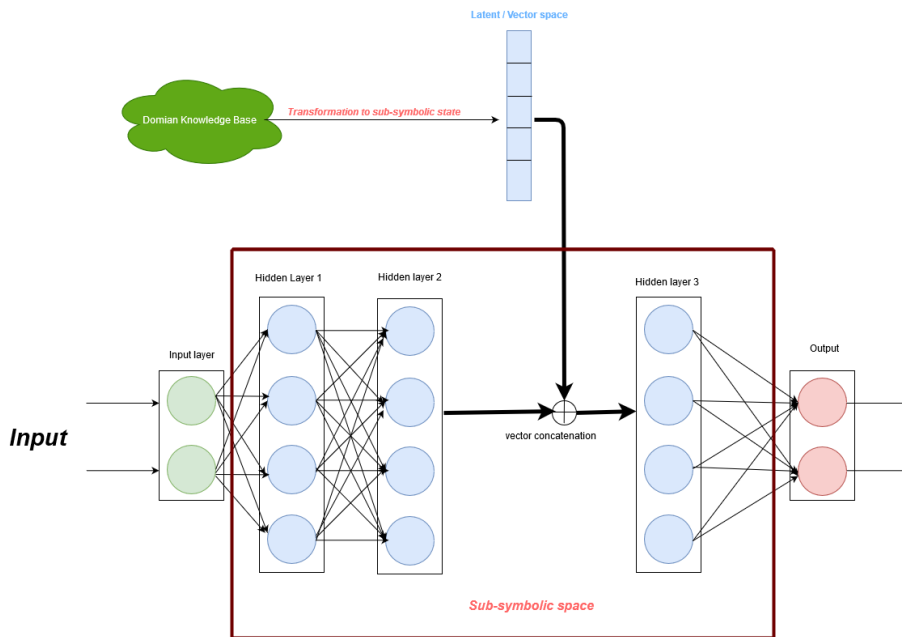 Latent / Vector space
Domian Knowledge Base
Transformation to sub-symbolic state
Hidden Layer 1
Hidden layer 2
Hidden layer 3
Input layer
Output
Input
vector concatenation
Sub-symbolic space